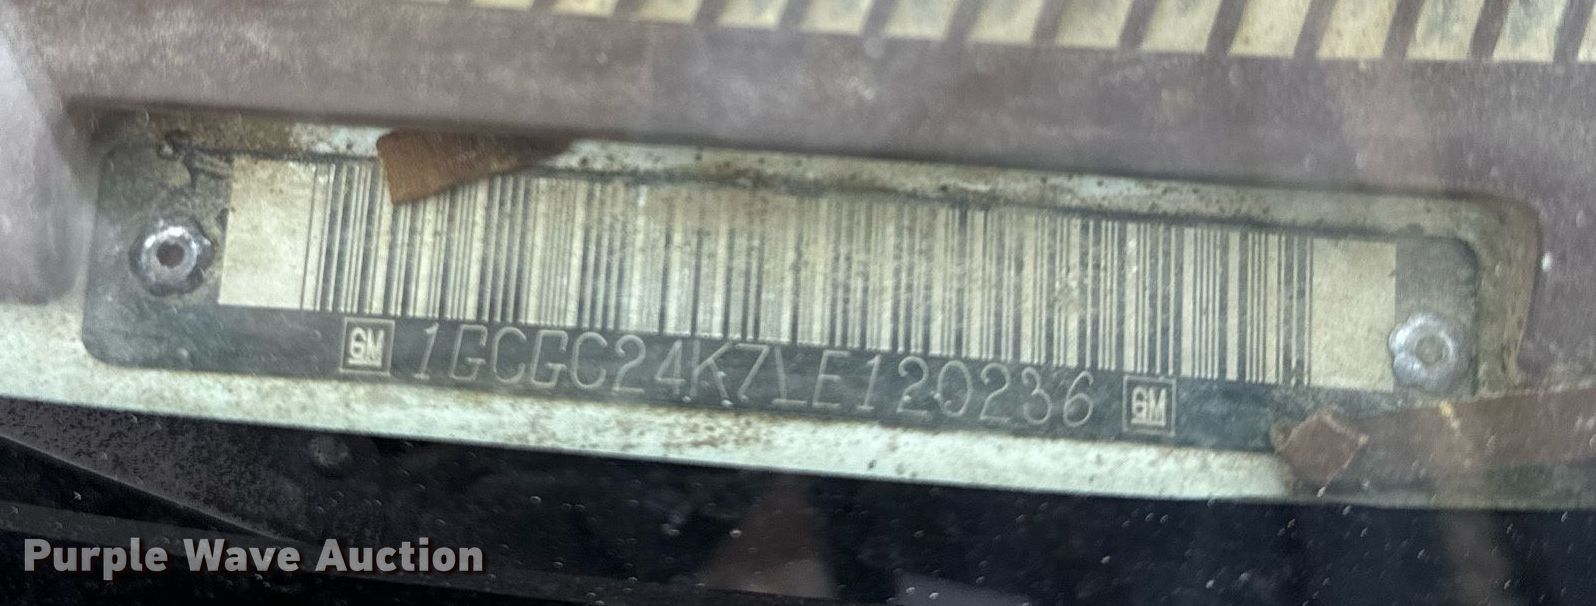 GM 1GCGC24K7LE120236 GM
Purple Wave Auction